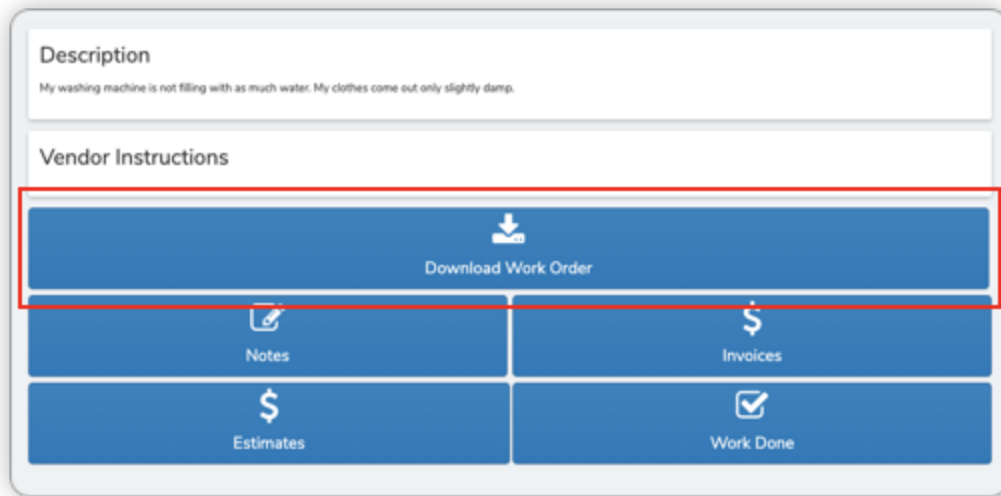 Description
My washing machine is not filling with as much water. My clothes come out only slightly damp.
Vendor Instructions
Download Work Order
Notes
Invoices
Estimates
Work Done